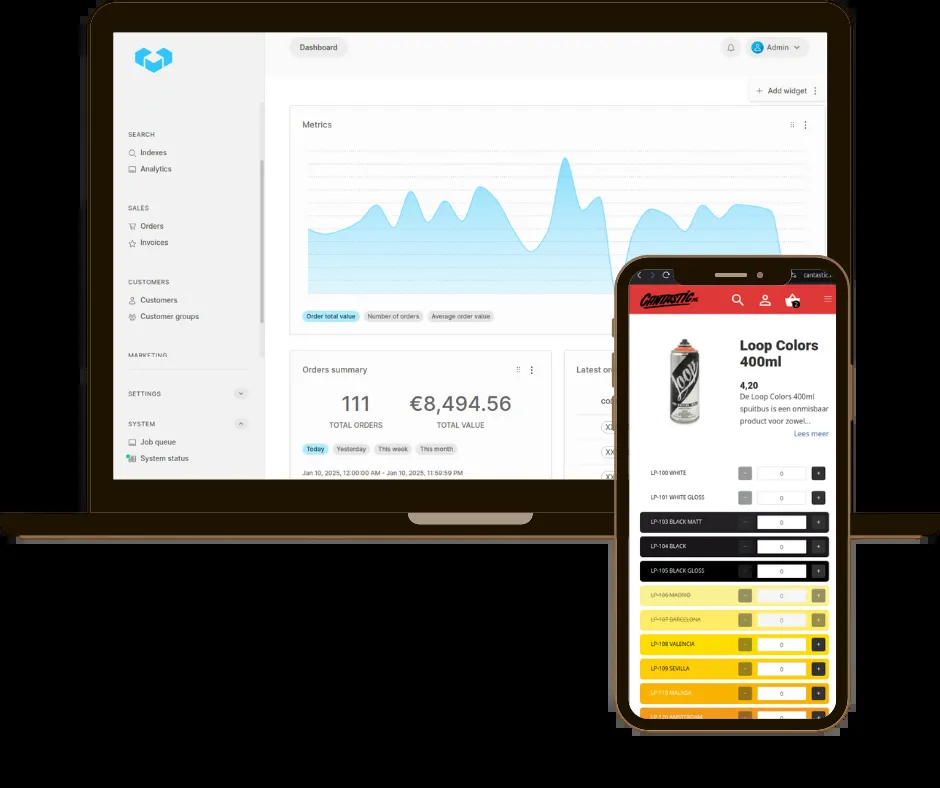 Dashboard
Admin
+ Add widget
SEARCH
Indexes
Analytics
SALES
Orders
Invoices
CUSTOMERS
Customers
Customer groups
MARKETING
SETTINGS
SYSTEM
Job queue
System status
Metrics
Order total value
Number of orders
Average order value
Orders summary
111
€8,494.56
TOTAL ORDERS
TOTAL VALUE
Today
Yesterday
This week
This month
Jan 10, 2025, 12:00:00 AM - Jan 10, 2025, 11:59:59 PM
Latest or
cantastic.
CANTASTIC.NL
2
loop
Loop Colors
400ml
4,20
De Loop Colors 400ml
spuitbus is een onmisbaar
product voor zowel...
Lees meer
LP-100 WHITE - 0 +
LP-101 WHITE GLOSS - 0 +
LP-103 BLACK MATT - 0 +
LP-104 BLACK - 0 +
LP-105 BLACK GLOSS - 0 +
LP-106 MADRID - 0 +
LP-107 BARCELONA - 0 +
LP-108 VALENCIA - 0 +
LP-109 SEVILLA - 0 +
LP-110 MALAGA - 0 +
AMSTERDAM - 0 +